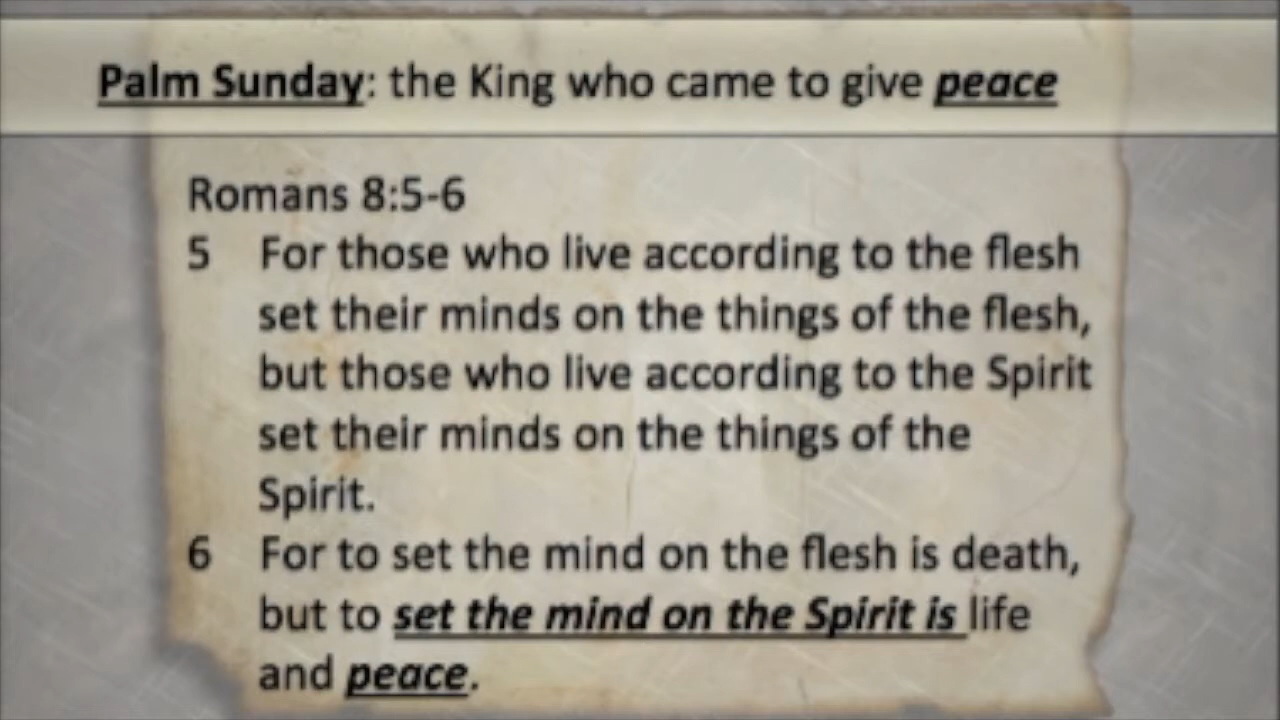 Palm Sunday: the King who came to give peace
Romans 8:5-6
5 For those who live according to the flesh
set their minds on the things of the flesh,
but those who live according to the Spirit
set their minds on the things of the
Spirit.
6 For to set the mind on the flesh is death,
but to set the mind on the Spirit is life
and peace.